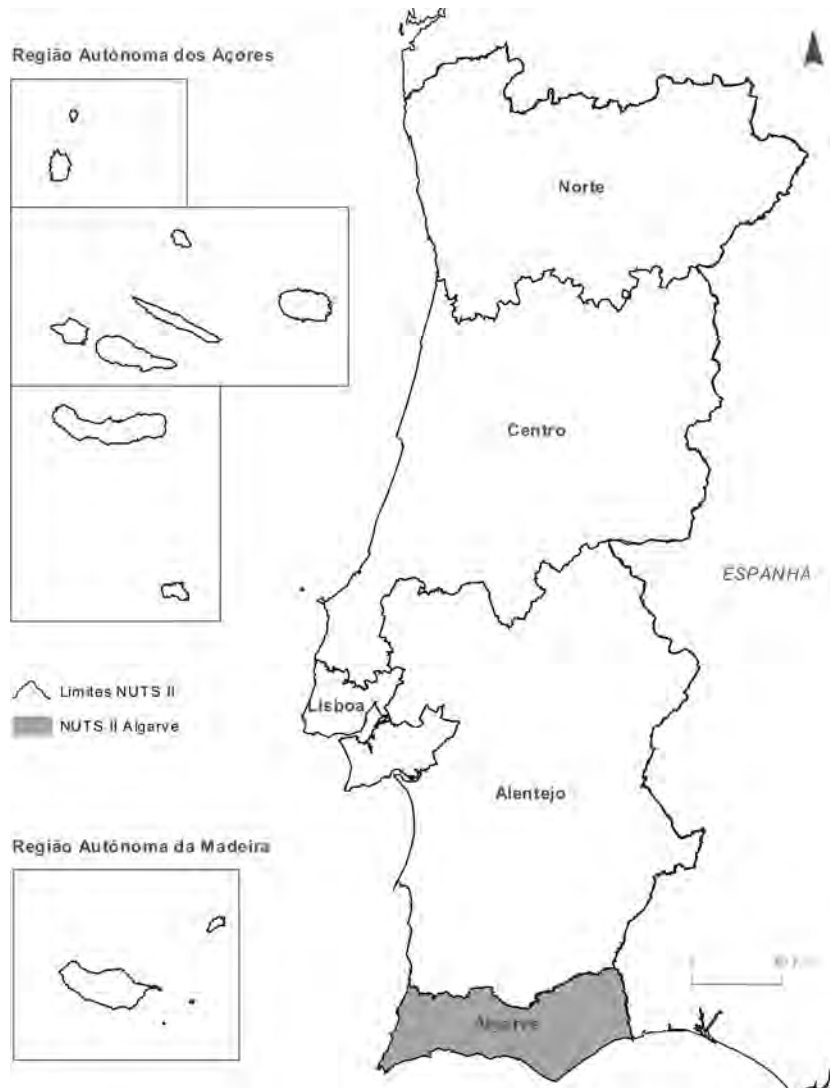 Região Autónoma dos Açores
Norte
Centro
ESPANHA
Limites NUTS II
NUTS II Algarve
Lisboa
Alentejo
Região Autónoma da Madeira
Algarve